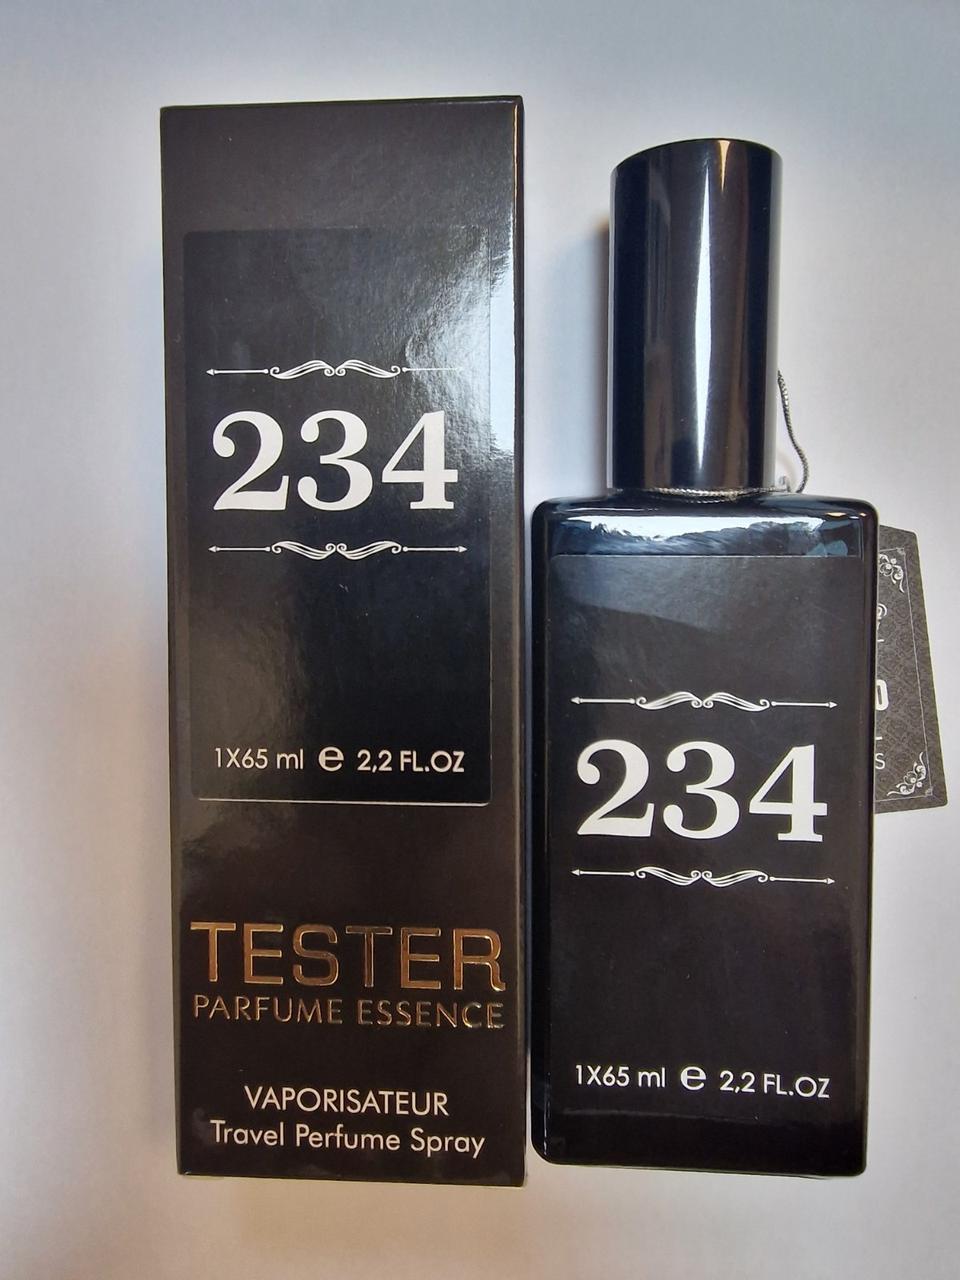 234
1X65 ml e 2,2 FL.OZ
TESTER
PARFUME ESSENCE
VAPORISATEUR
Travel Perfume Spray
234
1X65 ml e 2,2 FL.OZ